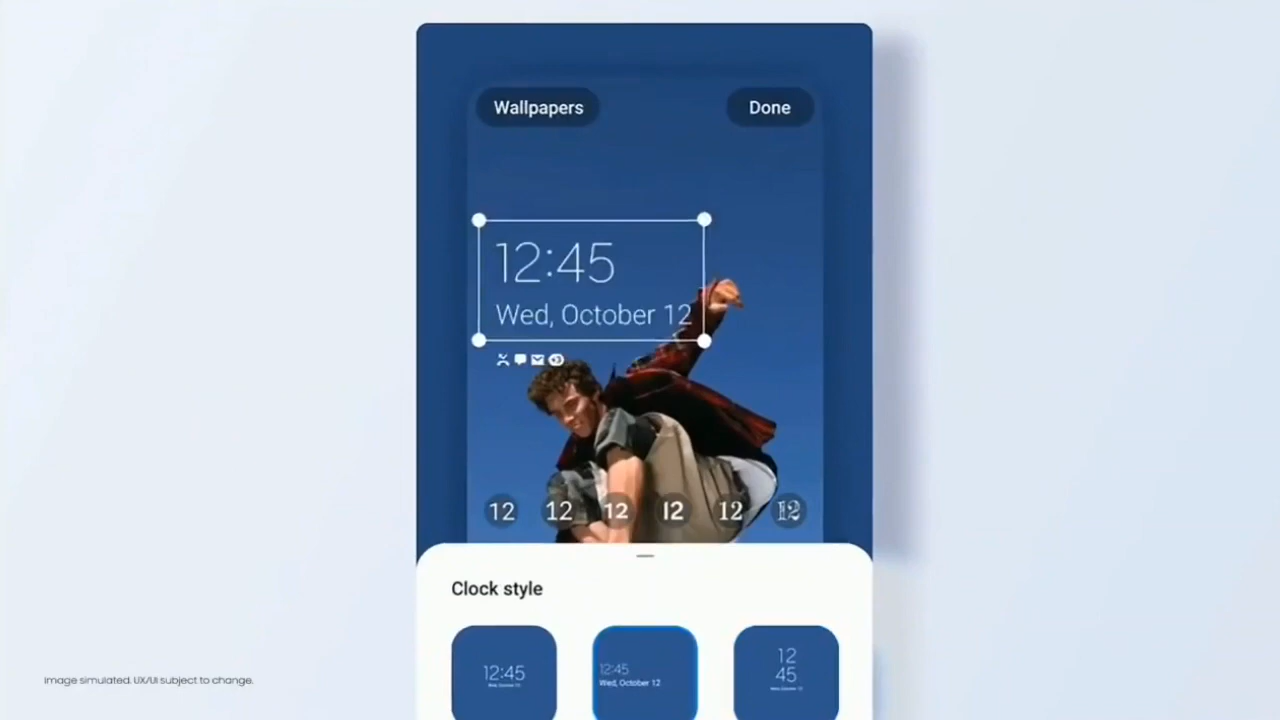 Wallpapers
Done
12:45
Wed, October 12
+3
12 12 12 12 12 12
Clock style
12:45
12:45
Wed, October 12
12
45
Image simulated. UX/UI subject to change.